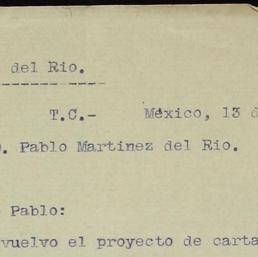 del Rio.
T.C.- México, 13 d
. Pablo Martinez del Rio.
Pablo:
vuelvo el proyecto de carta